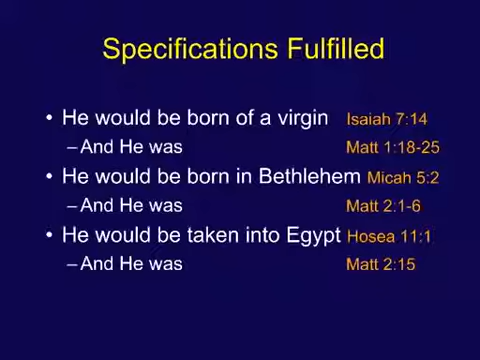 Specifications Fulfilled
• He would be born of a virgin Isaiah 7:14
–And He was Matt 1:18-25
• He would be born in Bethlehem Micah 5:2
–And He was Matt 2:1-6
• He would be taken into Egypt Hosea 11:1
–And He was Matt 2:15